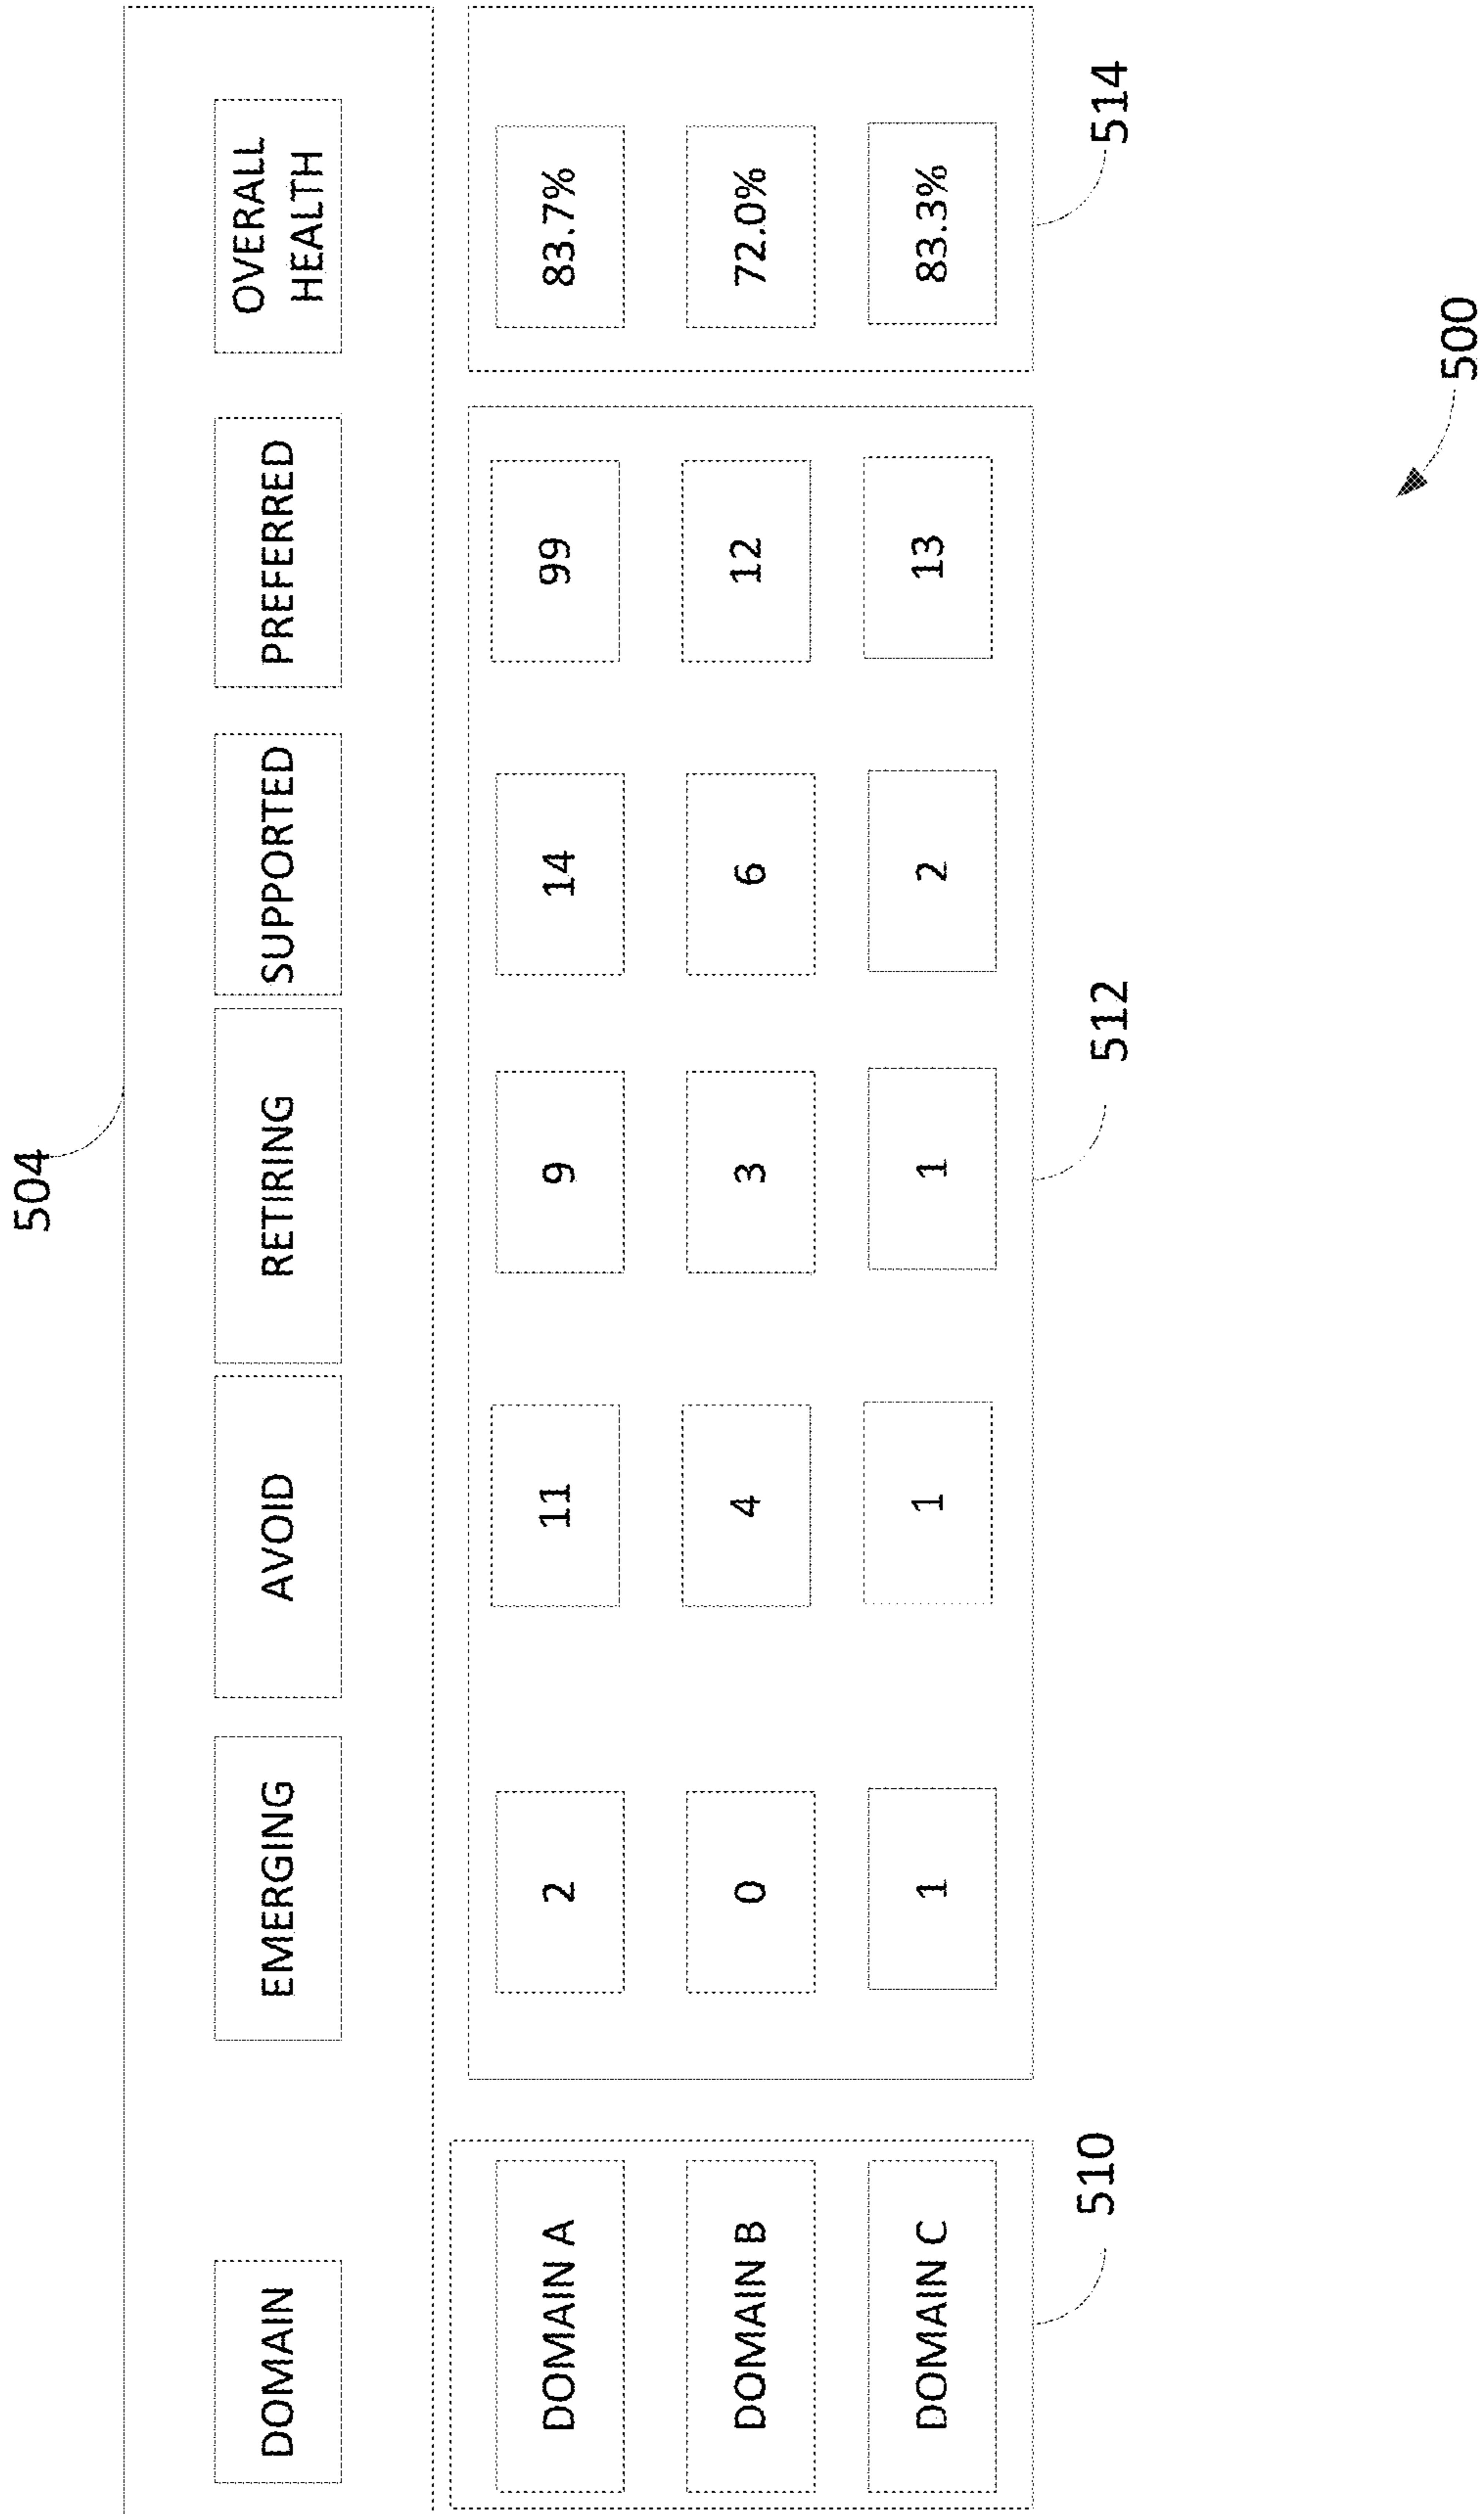 504
DOMAIN EMERGING AVOID RETIRING SUPPORTED PREFERRED OVERALL
HEALTH
DOMAIN A 2 11 9 14 99 83.7%
DOMAIN B 0 4 3 6 12 72.0%
DOMAIN C 1 1 1 2 13 83.3%
510 512 514
500